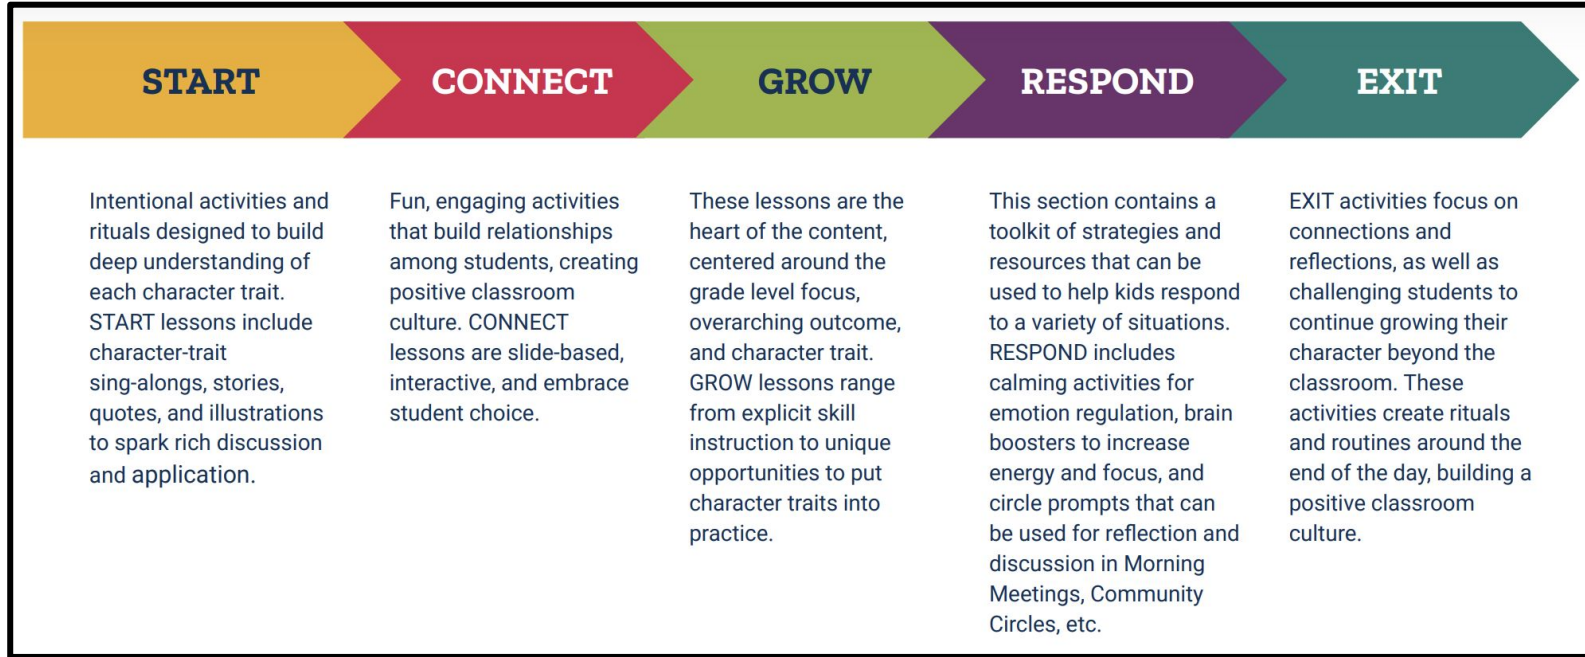 START
CONNECT
GROW
RESPOND
EXIT
Intentional activities and
rituals designed to build
deep understanding of
each character trait.
START lessons include
character-trait
sing-alongs, stories,
quotes, and illustrations
to spark rich discussion
and application.
Fun, engaging activities
that build relationships
among students, creating
positive classroom
culture. CONNECT
lessons are slide-based,
interactive, and embrace
student choice.
These lessons are the
heart of the content,
centered around the
grade level focus,
overarching outcome,
and character trait.
GROW lessons range
from explicit skill
instruction to unique
opportunities to put
character traits into
practice.
This section contains a
toolkit of strategies and
resources that can be
used to help kids respond
to a variety of situations.
RESPOND includes
calming activities for
emotion regulation, brain
boosters to increase
energy and focus, and
circle prompts that can
be used for reflection and
discussion in Morning
Meetings, Community
Circles, etc.
EXIT activities focus on
connections and
reflections, as well as
challenging students to
continue growing their
character beyond the
classroom. These
activities create rituals
and routines around the
end of the day, building a
positive classroom
culture.